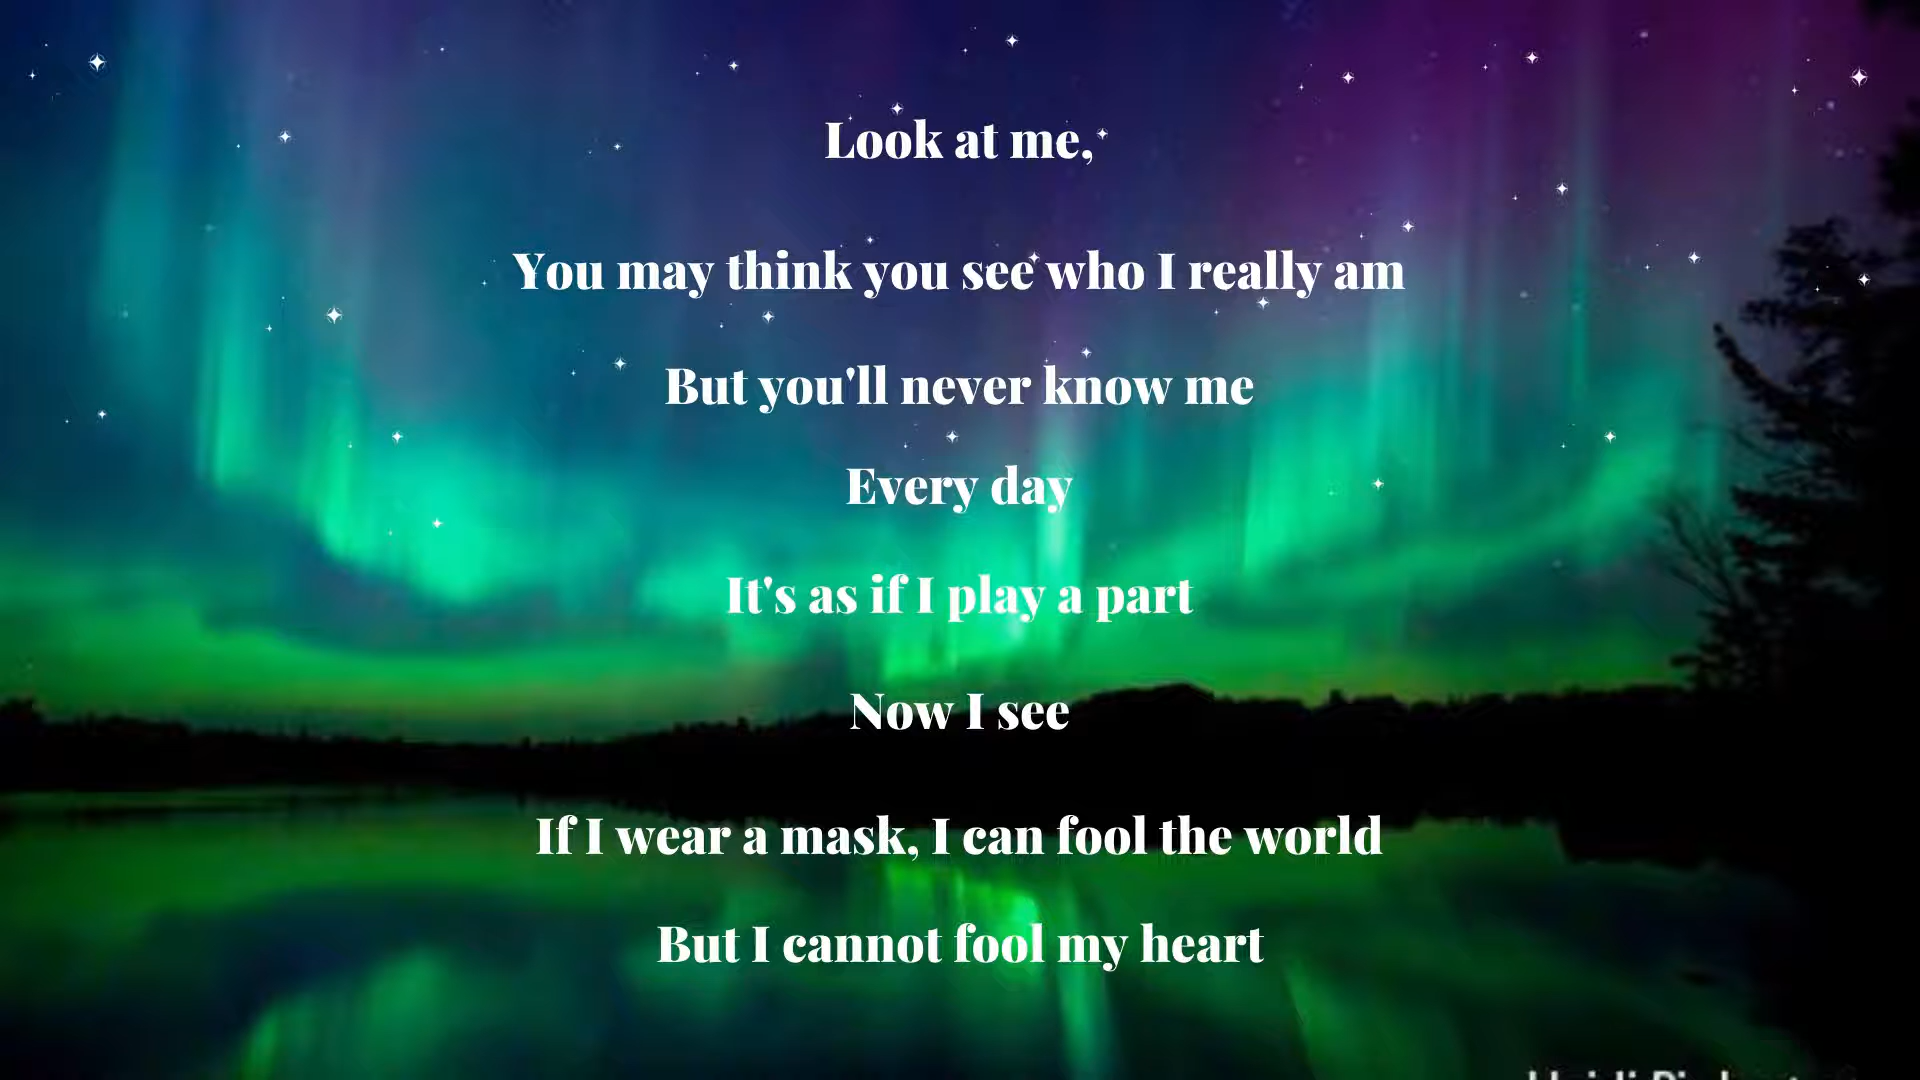 Look at me,
You may think you see who I really am
But you'll never know me
Every day
It's as if I play a part
Now I see
If I wear a mask, I can fool the world
But I cannot fool my heart